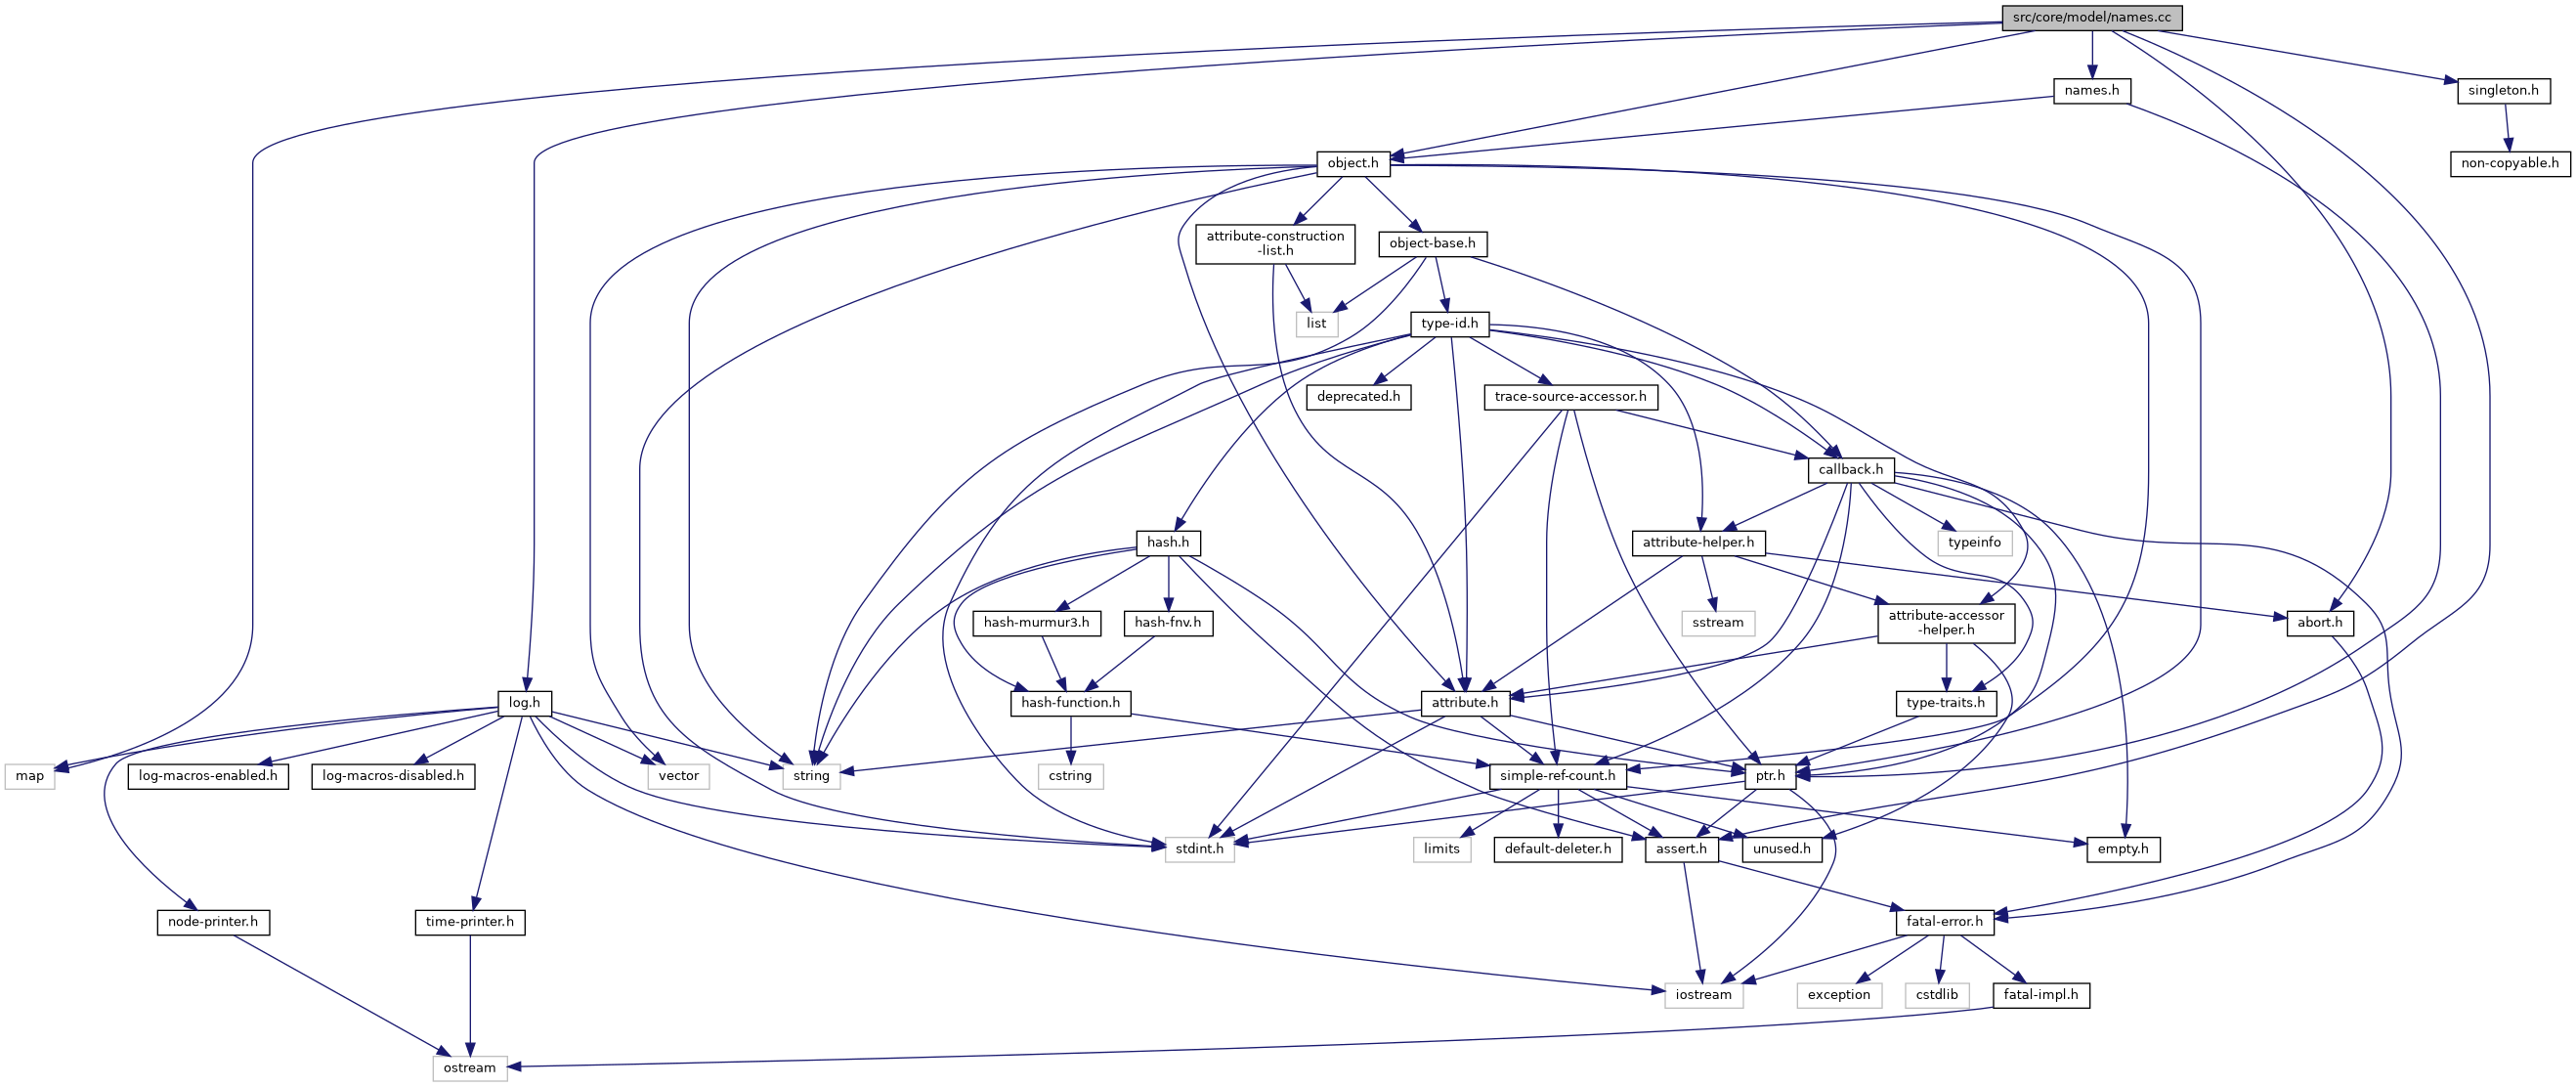 src/core/model/names.cc
names.h
singleton.h
object.h
non-copyable.h
attribute-construction
-list.h
object-base.h
list
type-id.h
deprecated.h
trace-source-accessor.h
callback.h
hash.h
attribute-helper.h
typeinfo
hash-murmur3.h
hash-fnv.h
sstream
attribute-accessor
-helper.h
abort.h
log.h
hash-function.h
attribute.h
type-traits.h
map
log-macros-enabled.h
log-macros-disabled.h
vector
string
cstring
simple-ref-count.h
ptr.h
stdint.h
limits
default-deleter.h
assert.h
unused.h
empty.h
node-printer.h
time-printer.h
fatal-error.h
iostream
exception
cstdlib
fatal-impl.h
ostream